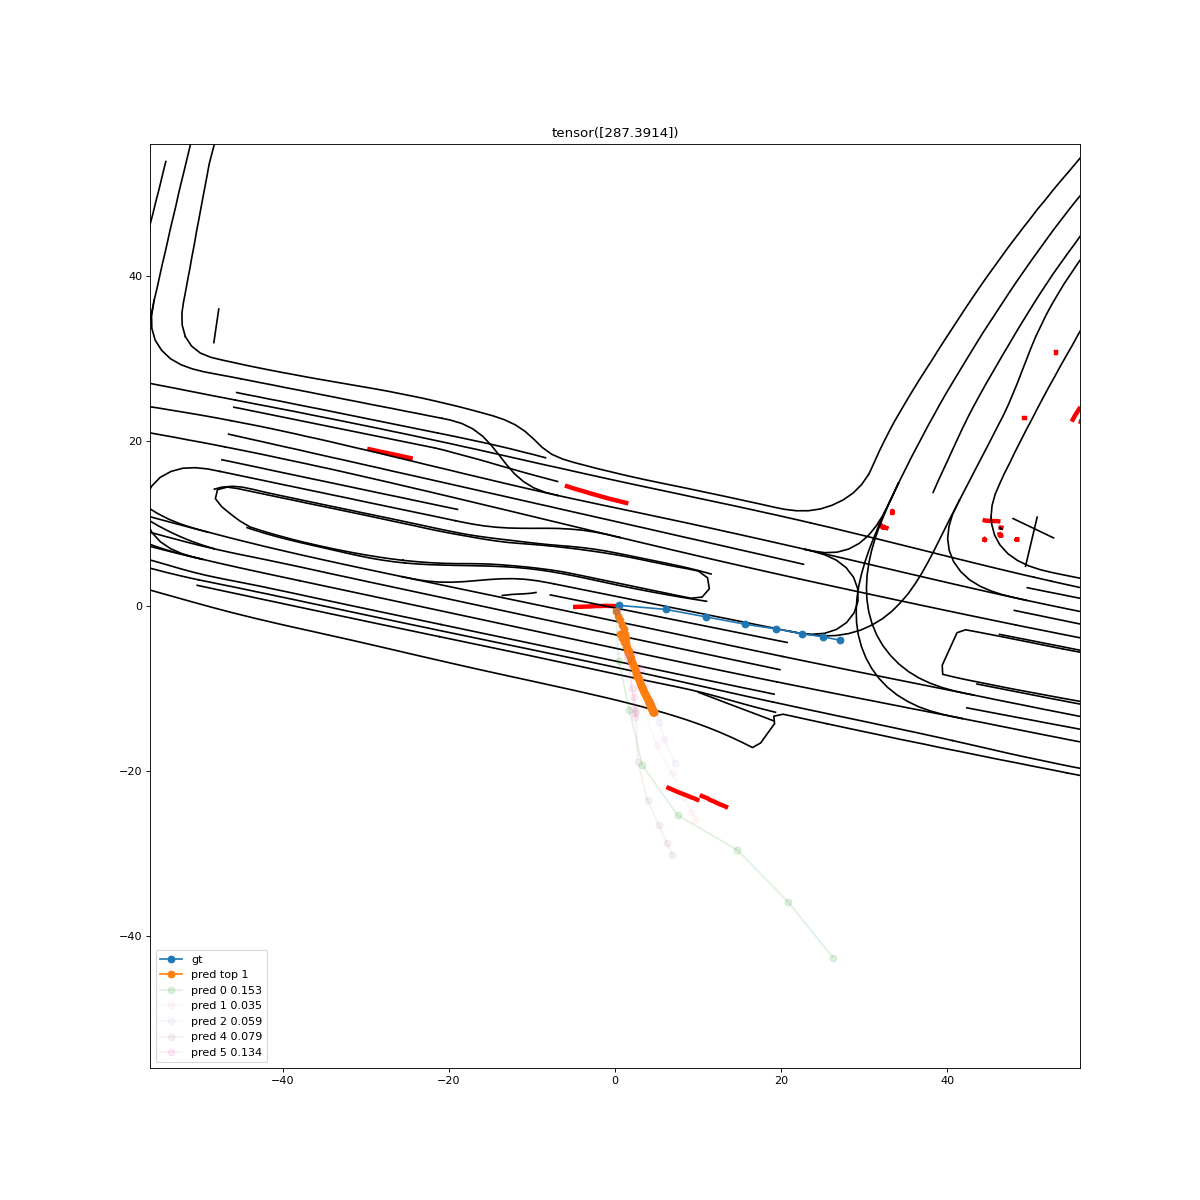 tensor([287.3914])
40
20
0
−20
−40
−40
−20
0
20
40
gt
pred top 1
pred 0 0.153
pred 1 0.035
pred 2 0.059
pred 4 0.079
pred 5 0.134